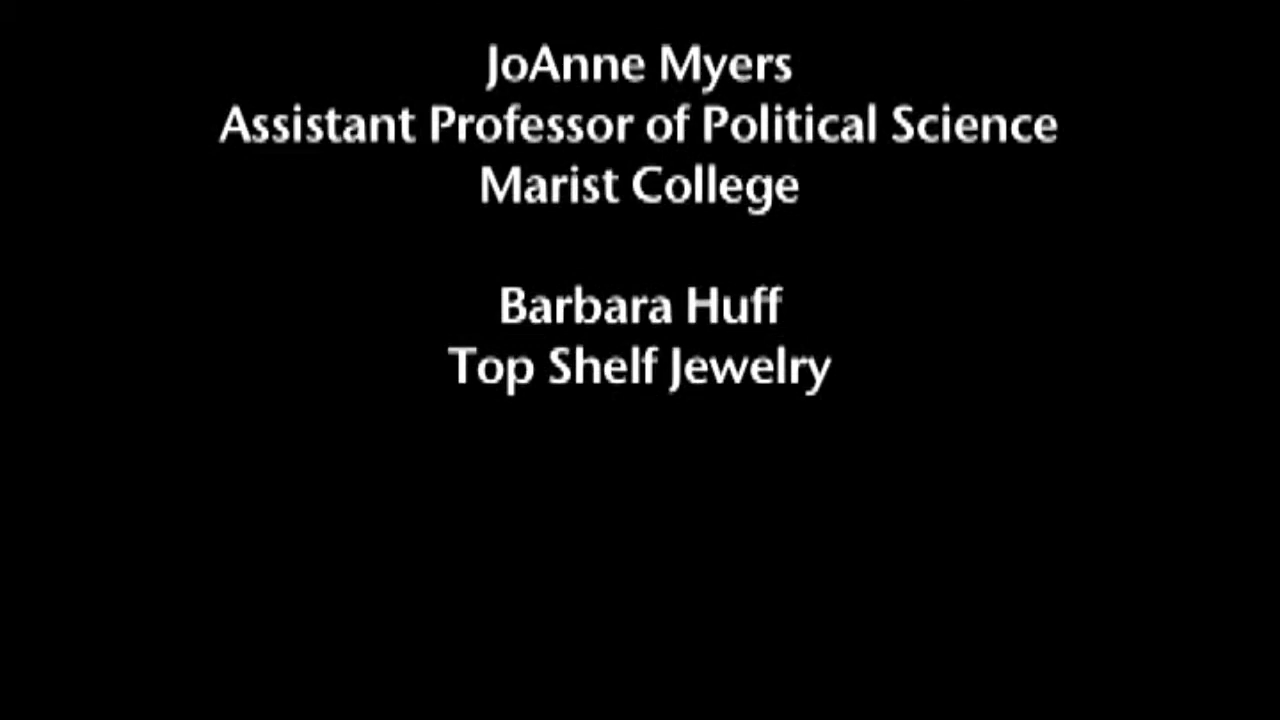 JoAnne Myers
Assistant Professor of Political Science
Marist College
Barbara Huff
Top Shelf Jewelry